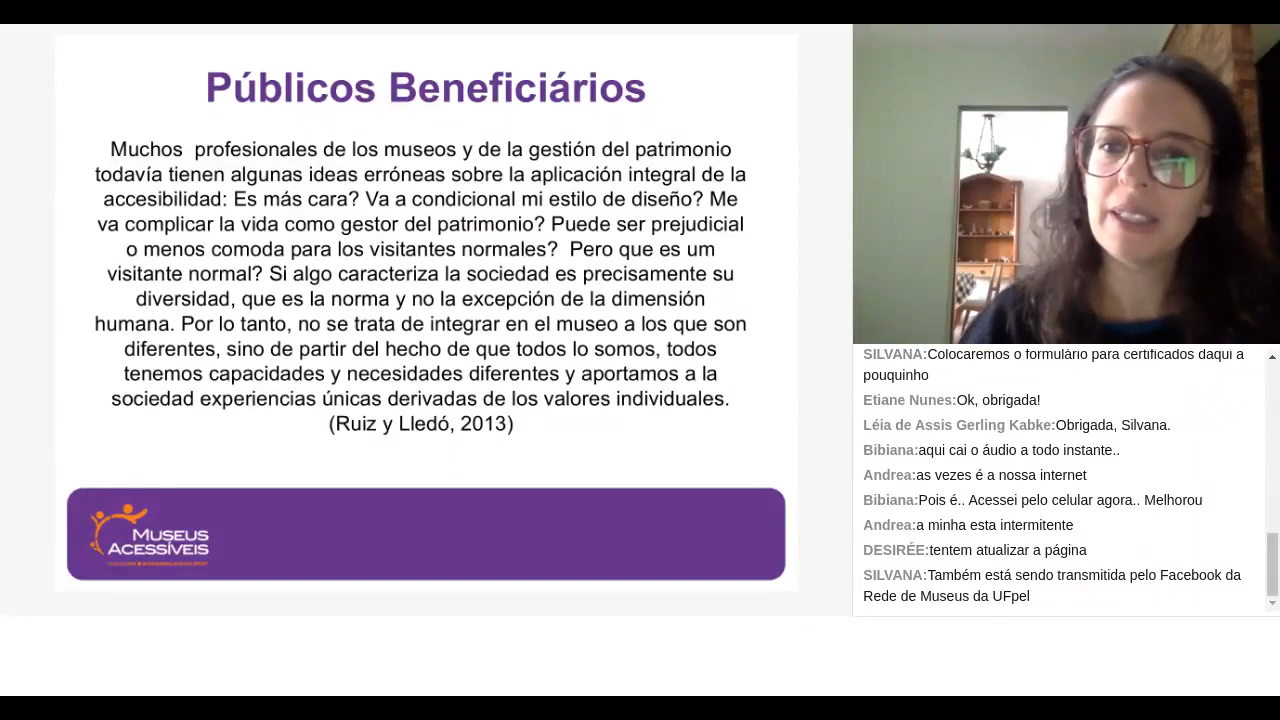 Públicos Beneficiários
Muchos profesionales de los museos y de la gestión del patrimonio
todavía tienen algunas ideas erróneas sobre la aplicación integral de la
accesibilidad: Es más cara? Va a condicional mi estilo de diseño? Me
va complicar la vida como gestor del patrimonio? Puede ser prejudicial
o menos comoda para los visitantes normales? Pero que es um
visitante normal? Si algo caracteriza la sociedad es precisamente su
diversidad, que es la norma y no la excepción de la dimensión
humana. Por lo tanto, no se trata de integrar en el museo a los que son
diferentes, sino de partir del hecho de que todos lo somos, todos
tenemos capacidades y necesidades diferentes y aportamos a la
sociedad experiencias únicas derivadas de los valores individuales.
(Ruiz y Lledó, 2013)
MUSEUS
ACESSÍVEIS
SILVANA:Colocaremos o formulário para certificados daqui a
pouquinho
Etiane Nunes:Ok, obrigada!
Léia de Assis Gerling Kabke:Obrigada, Silvana.
Bibiana:aqui cai o áudio a todo instante..
Andrea:as vezes é a nossa internet
Bibiana:Pois é.. Acessei pelo celular agora.. Melhorou
Andrea:a minha esta intermitente
DESIRÉE:tentem atualizar a página
SILVANA:Também está sendo transmitida pelo Facebook da
Rede de Museus da UFpel